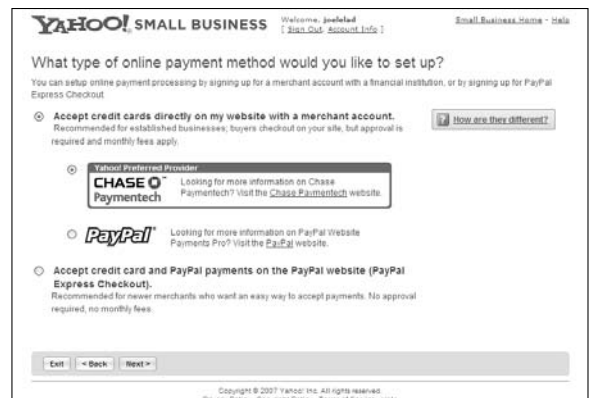 YAHOO! SMALL BUSINESS
Welcome, joelelad
[ Sign Out, Account Info ]
Small Business Home - Help
What type of online payment method would you like to set up?
You can setup online payment processing by signing up for a merchant account with a financial institution, or by signing up for PayPal
Express Checkout
Accept credit cards directly on my website with a merchant account.
Recommended for established businesses; buyers checkout on your site, but approval is
required and monthly fees apply.
How are they different?
Yahoo! Preferred Provider
CHASE
Paymentech
Looking for more information on Chase
Paymentech? Visit the Chase Paymentech website.
PayPal
Looking for more information on PayPal Website
Payments Pro? Visit the PayPal website.
Accept credit card and PayPal payments on the PayPal website (PayPal
Express Checkout).
Recommended for newer merchants who want an easy way to accept payments. No approval
required, no monthly fees.
Exit
< Back
Next >
Copyright © 2007 Yahoo! Inc. All rights reserved.